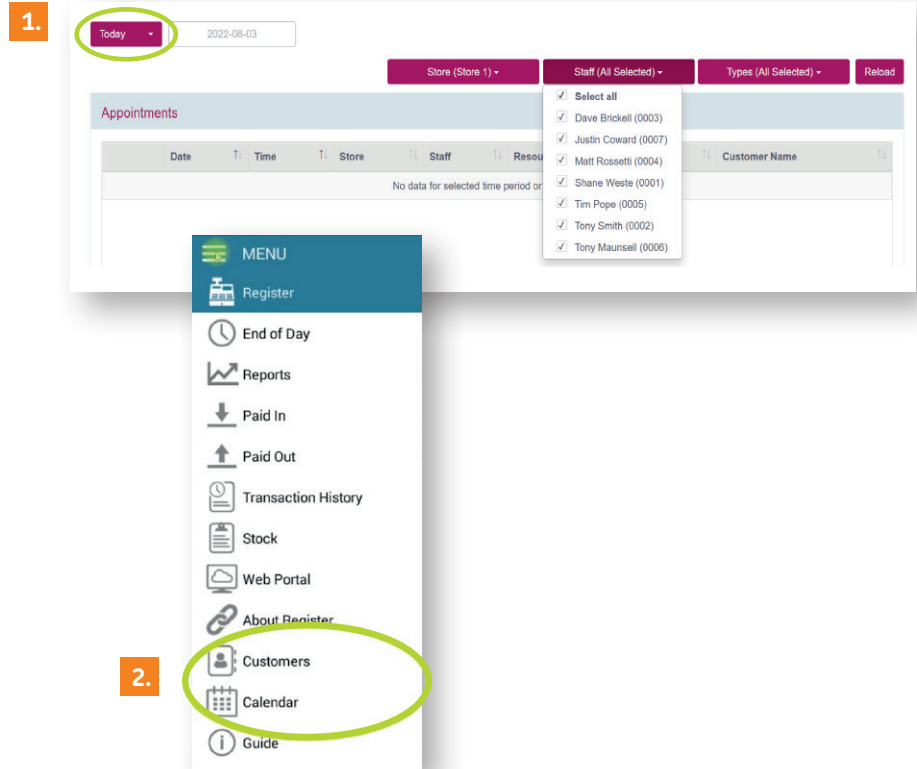 1.
Today
2022-08-03
Store (Store 1)
Staff (All Selected)
Types (All Selected)
Reload
Select all
Appointments
Dave Brickell (0003)
Justin Coward (0007)
Date Time Store Staff Resou Customer Name
Matt Rossetti (0004)
No data for selected time period or
Shane Weste (0001)
Tim Pope (0005)
Tony Smith (0002)
Tony Maunsell (0006)
MENU
Register
End of Day
Reports
Paid In
Paid Out
Transaction History
Stock
Web Portal
About Register
2.
Customers
Calendar
Guide